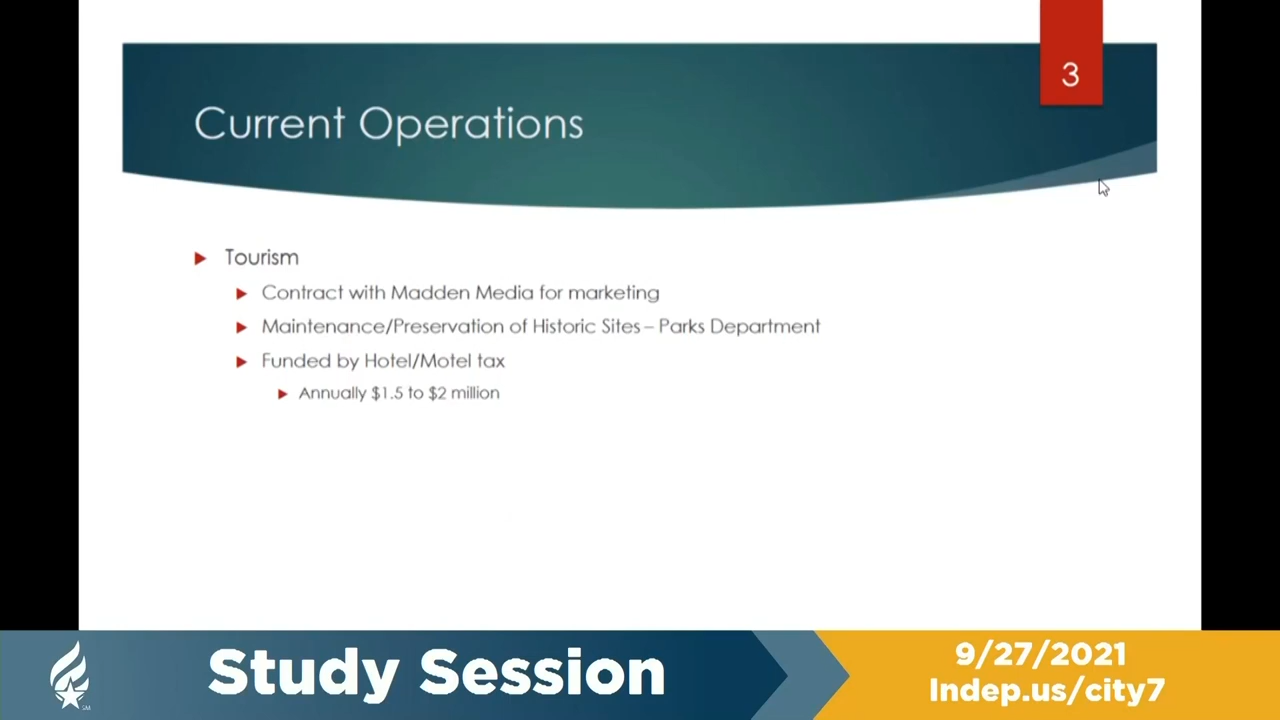 3
Current Operations
Tourism
Contract with Madden Media for marketing
Maintenance/Preservation of Historic Sites – Parks Department
Funded by Hotel/Motel tax
Annually $1.5 to $2 million
Study Session
9/27/2021
Indep.us/city7